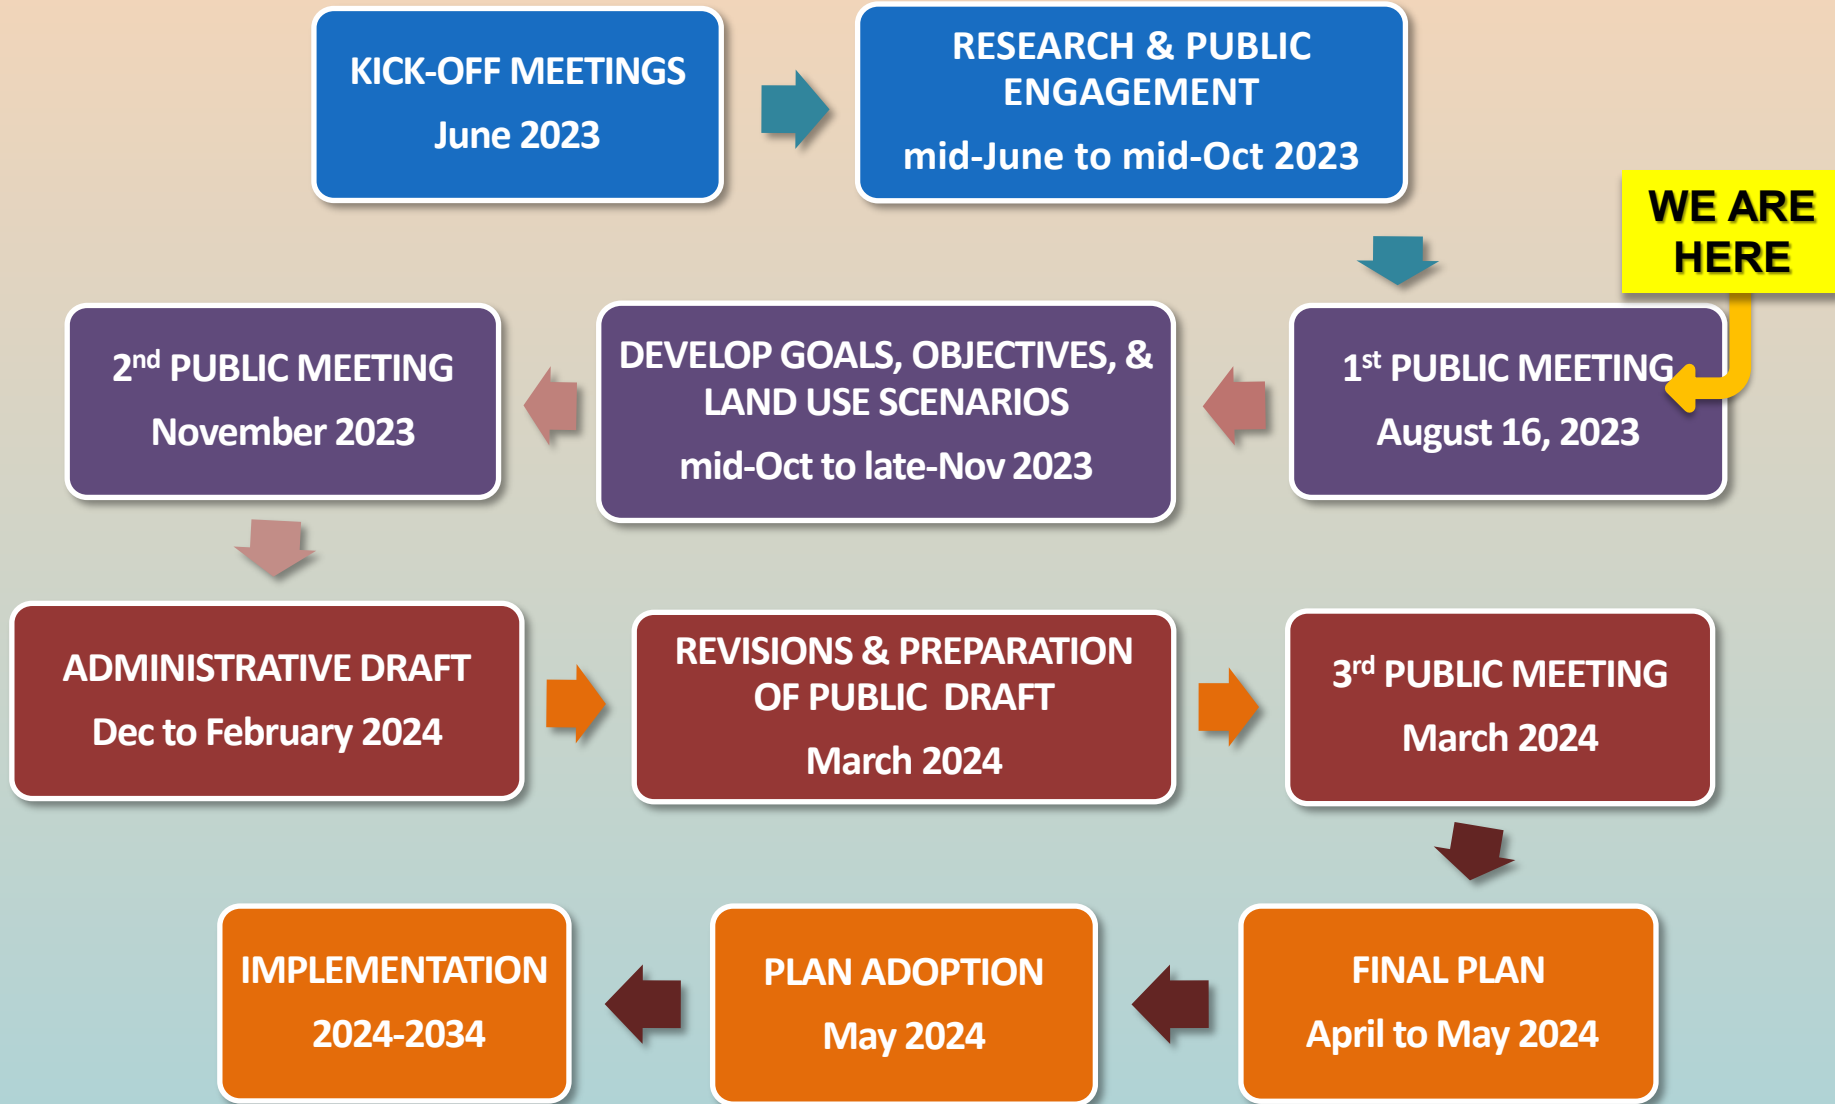 KICK-OFF MEETINGS
June 2023
RESEARCH & PUBLIC
ENGAGEMENT
mid-June to mid-Oct 2023
WE ARE
HERE
1st PUBLIC MEETING
August 16, 2023
DEVELOP GOALS, OBJECTIVES, &
LAND USE SCENARIOS
mid-Oct to late-Nov 2023
2nd PUBLIC MEETING
November 2023
ADMINISTRATIVE DRAFT
Dec to February 2024
REVISIONS & PREPARATION
OF PUBLIC DRAFT
March 2024
3rd PUBLIC MEETING
March 2024
FINAL PLAN
April to May 2024
PLAN ADOPTION
May 2024
IMPLEMENTATION
2024-2034